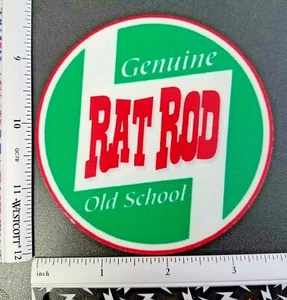 Genuine
RAT ROD
Old School
9
10
11
12
WESTCOTT
inch
1
2
3